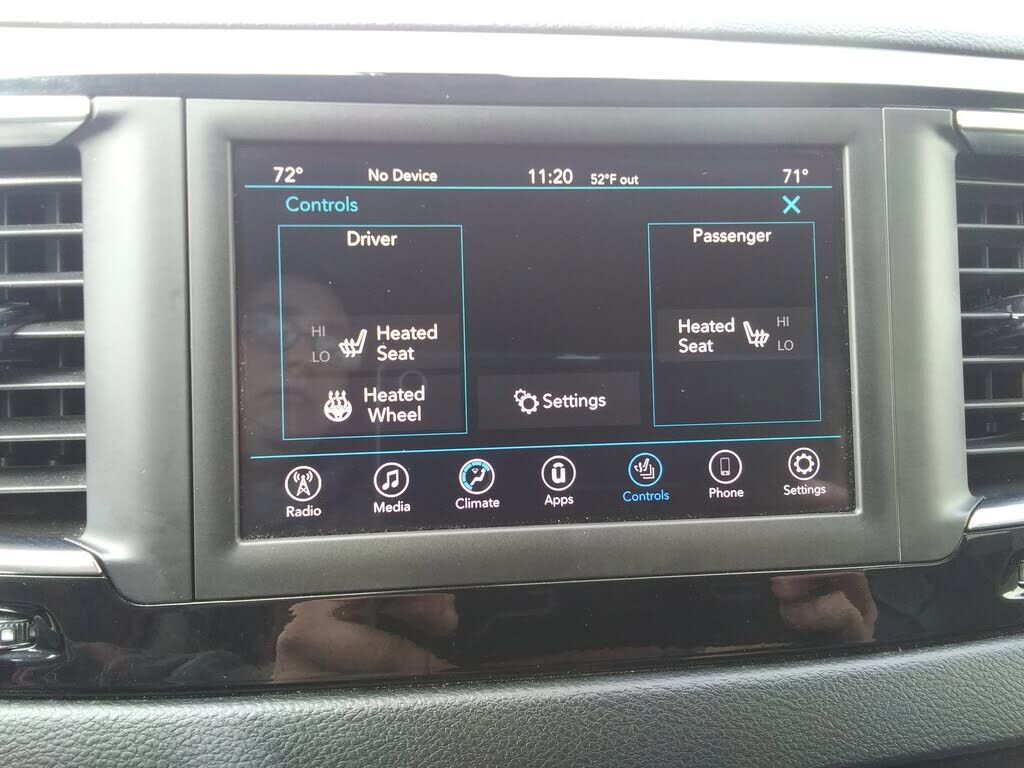 72° No Device 11:20 52°F out 71°
Controls
Driver
HI
LO
Heated
Seat
Heated
Wheel
Settings
Passenger
Heated
Seat
HI
LO
Radio Media Climate Apps Controls Phone Settings